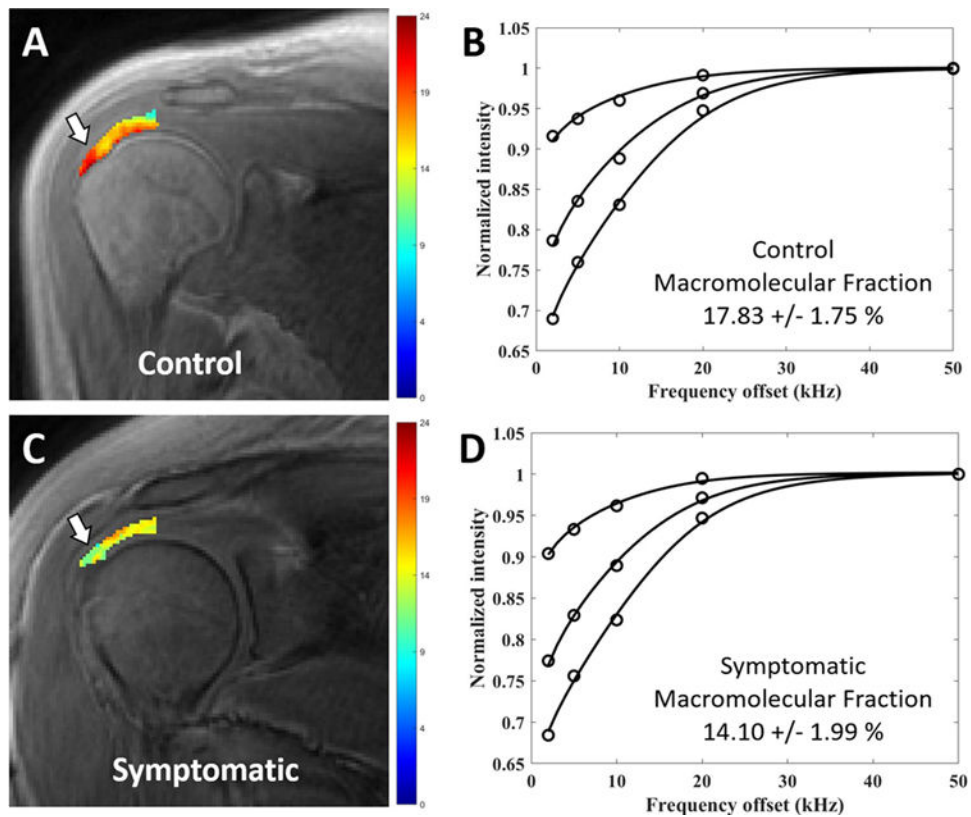 A
24
19
14
9
4
0
Control
B
1.05
1
0.95
0.9
0.85
0.8
0.75
0.7
0.65
Normalized intensity
Control
Macromolecular Fraction
17.83 +/- 1.75 %
0 10 20 30 40 50
Frequency offset (kHz)
C
24
19
14
9
4
0
Symptomatic
D
1.05
1
0.95
0.9
0.85
0.8
0.75
0.7
0.65
Normalized intensity
Symptomatic
Macromolecular Fraction
14.10 +/- 1.99 %
0 10 20 30 40 50
Frequency offset (kHz)